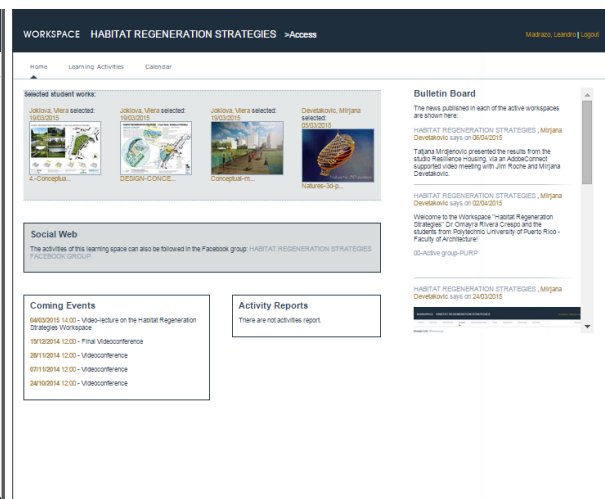 WORKSPACE HABITAT REGENERATION STRATEGIES >Access
Madrazo, Leandro | Logout
Home Learning Activities Calendar
Selected student works:
Joklova, Viera selected:
19/03/2015
4.-Conceptua...
Joklova, Viera selected:
19/03/2015
DESIGN-CONCE...
Joklova, Viera selected:
19/03/2015
Conceptual-m...
Devetakovic, Mirjana
selected:
05/03/2015
Natures-3d-p...
Social Web
The activities of this learning space can also be followed in the Facebook group: HABITAT REGENERATION STRATEGIES
FACEBOOK GROUP
Coming Events
04/03/2015 14:00 - Video-lecture on the Habitat Regeneration
Strategies Workspace
19/12/2014 12:00 - Final Videoconference
28/11/2014 12:00 - Videoconference
07/11/2014 12:00 - Videoconference
24/10/2014 12:00 - Videoconference
Activity Reports
There are not activities report.
Bulletin Board
The news published in each of the active workspaces
are shown here:
HABITAT REGENERATION STRATEGIES , Mirjana
Devetakovic says on 06/04/2015
Tatjana Mrdjenovic presented the results from the
studio Resilience Housing, via an AdobeConnect
supported video meeting with Jim Roche and Mirjana
Devetakovic.
HABITAT REGENERATION STRATEGIES , Mirjana
Devetakovic says on 02/04/2015
Welcome to the Workspace "Habitat Regeneration
Strategies" Dr Omayra Rivera Crespo and the
students from Polytechnic University of Puerto Rico -
Faculty of Architecture!
00-Active group-PURP
HABITAT REGENERATION STRATEGIES , Mirjana
Devetakovic says on 24/03/2015